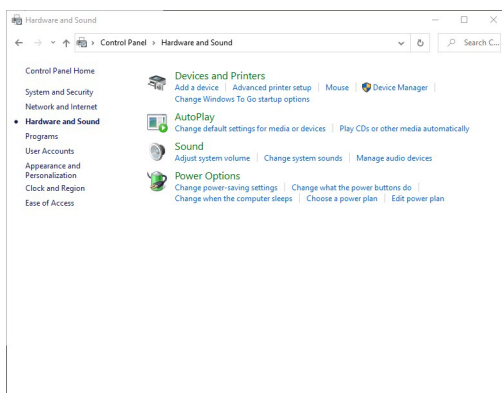 Hardware and Sound
Control Panel > Hardware and Sound
Search C...
Control Panel Home
System and Security
Network and Internet
Hardware and Sound
Programs
User Accounts
Appearance and
Personalization
Clock and Region
Ease of Access
Devices and Printers
Add a device | Advanced printer setup | Mouse | Device Manager |
Change Windows To Go startup options
AutoPlay
Change default settings for media or devices | Play CDs or other media automatically
Sound
Adjust system volume | Change system sounds | Manage audio devices
Power Options
Change power-saving settings | Change what the power buttons do |
Change when the computer sleeps | Choose a power plan | Edit power plan